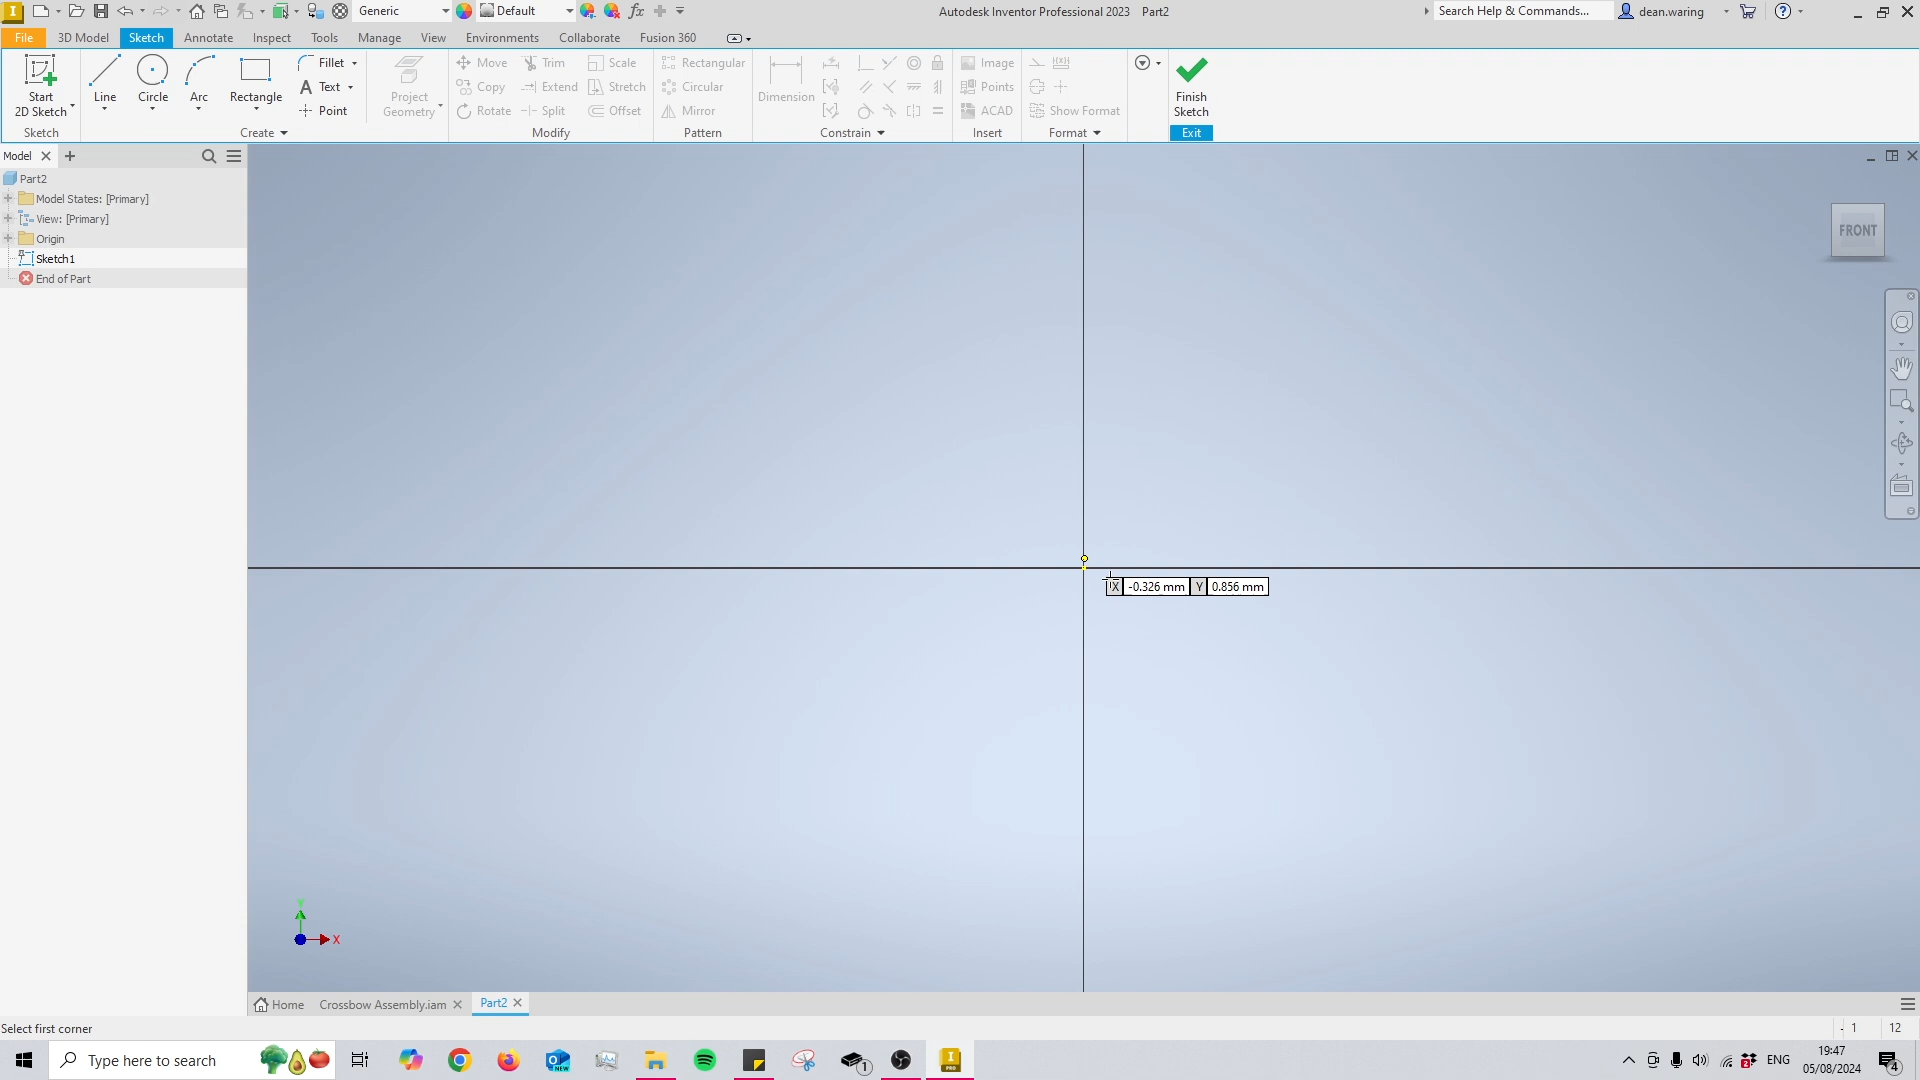 Generic
Default
fx
Autodesk Inventor Professional 2023 Part2
Search Help & Commands...
dean.waring
File
3D Model
Sketch
Annotate
Inspect
Tools
Manage
View
Environments
Collaborate
Fusion 360
Start
2D Sketch
Line
Circle
Arc
Rectangle
Fillet
A Text
Point
Project
Geometry
Move
Copy
Rotate
Trim
Extend
Split
Scale
Stretch
Offset
Rectangular
Circular
Mirror
Dimension
Image
Points
ACAD
Show Format
Finish
Sketch
Sketch
Create
Modify
Pattern
Constrain
Insert
Format
Exit
Model
Part2
Model States: [Primary]
View: [Primary]
Origin
Sketch1
End of Part
FRONT
X -0.326 mm Y 0.856 mm
Y
X
Home
Crossbow Assembly.iam
Part2
Select first corner
1
12
Type here to search
ENG
19:47
05/08/2024
4